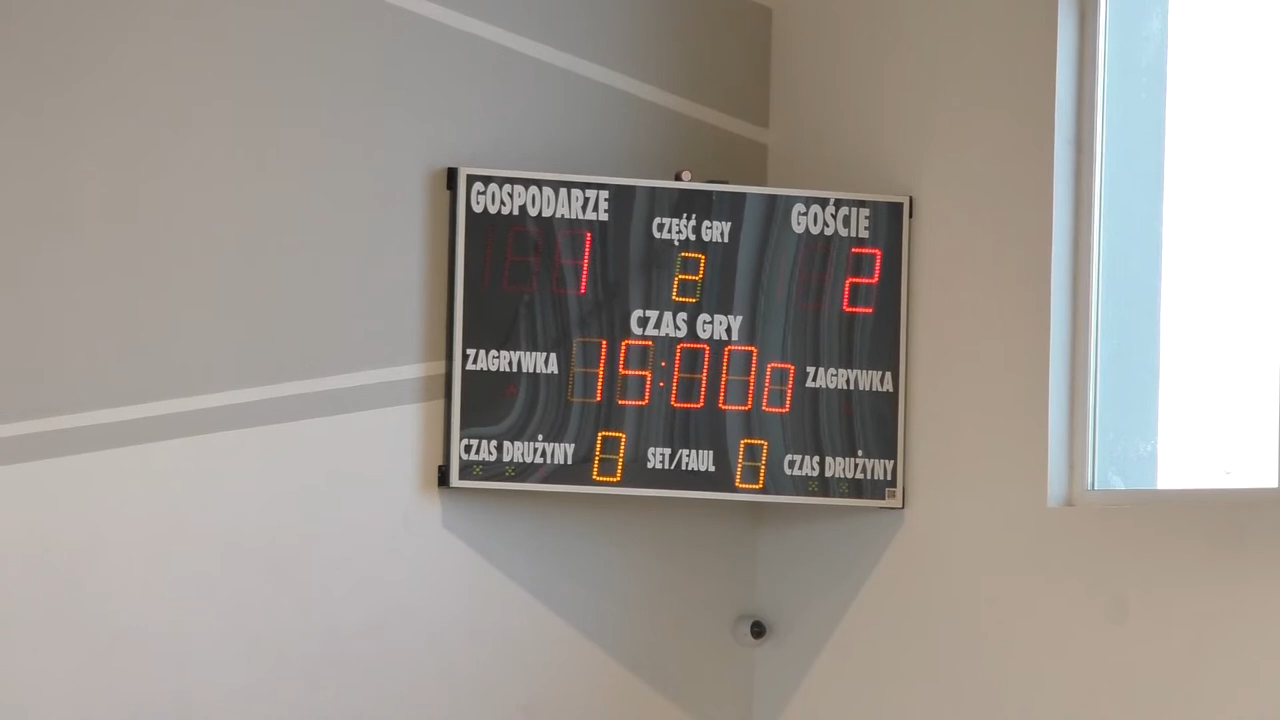 GOSPODARZE
CZĘŚĆ GRY
GOŚCIE
1
2
2
CZAS GRY
ZAGRYWKA
15:000
ZAGRYWKA
CZAS DRUŻYNY
0
SET/FAUL
0
CZAS DRUŻYNY